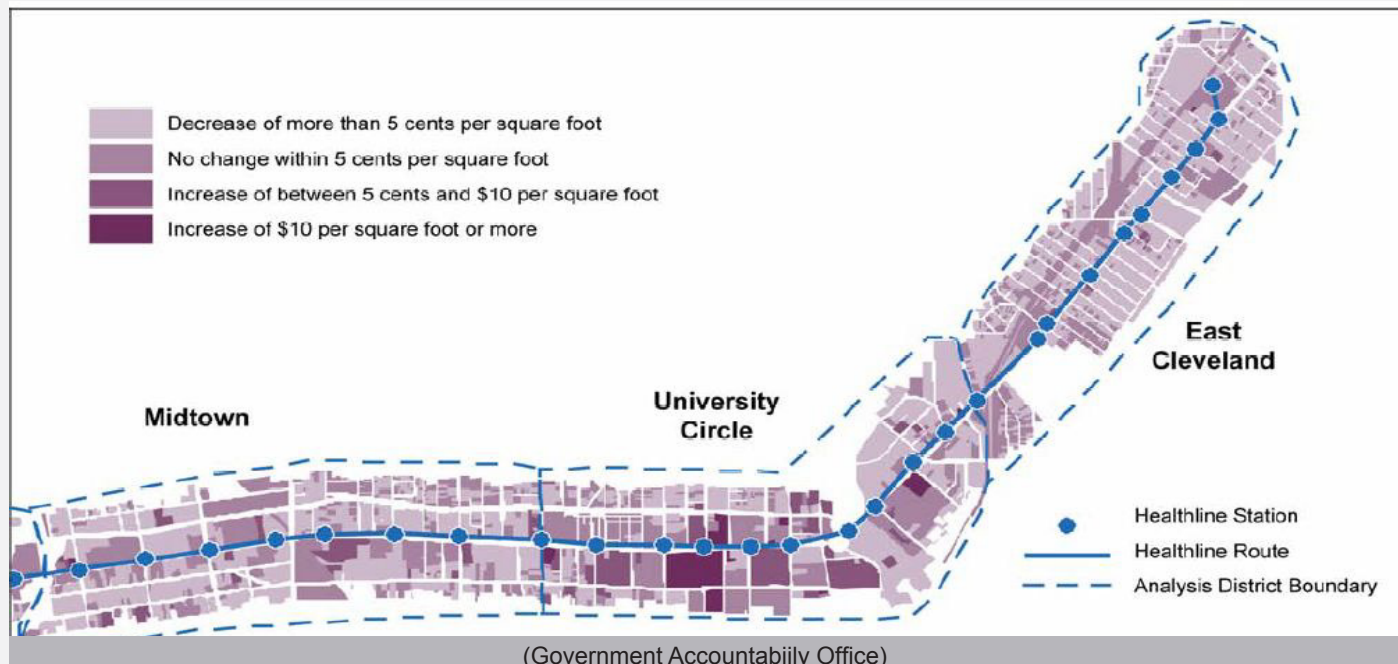 Decrease of more than 5 cents per square foot
No change within 5 cents per square foot
Increase of between 5 cents and $10 per square foot
Increase of $10 per square foot or more
Midtown
University
Circle
East
Cleveland
Healthline Station
Healthline Route
Analysis District Boundary
(Government Accountabiily Office)